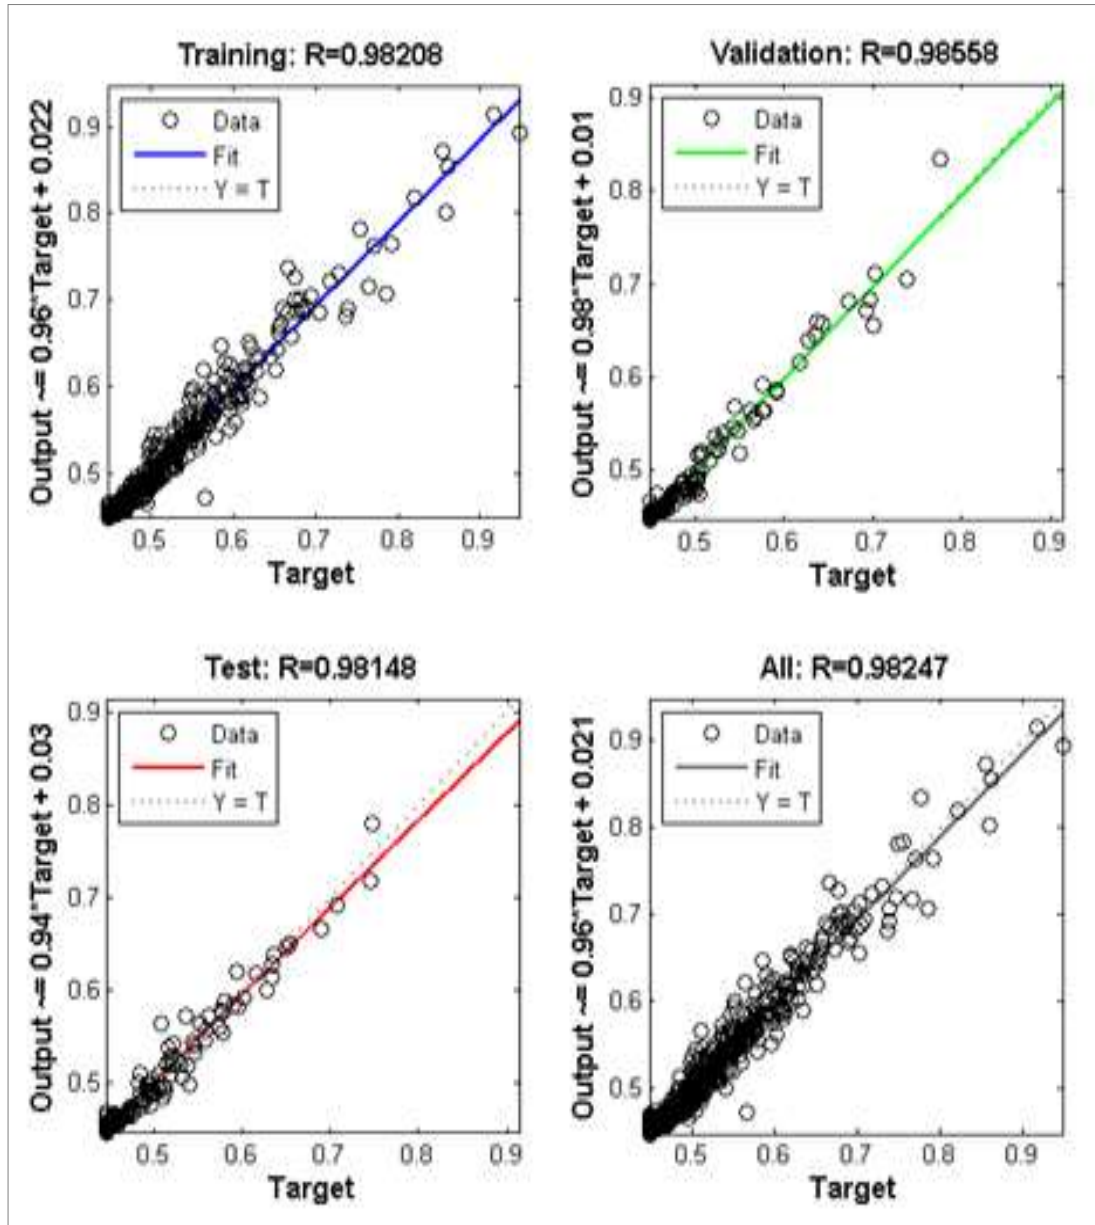 Training: R=0.98208
Output ~= 0.96*Target + 0.022
Data
Fit
Y = T
0.9
0.8
0.7
0.6
0.5
0.5 0.6 0.7 0.8 0.9
Target
Validation: R=0.98558
Output ~= 0.98*Target + 0.01
Data
Fit
Y = T
0.9
0.8
0.7
0.6
0.5
0.5 0.6 0.7 0.8 0.9
Target
Test: R=0.98148
Output ~= 0.94*Target + 0.03
Data
Fit
Y = T
0.9
0.8
0.7
0.6
0.5
0.5 0.6 0.7 0.8 0.9
Target
All: R=0.98247
Output ~= 0.96*Target + 0.021
Data
Fit
Y = T
0.9
0.8
0.7
0.6
0.5
0.5 0.6 0.7 0.8 0.9
Target